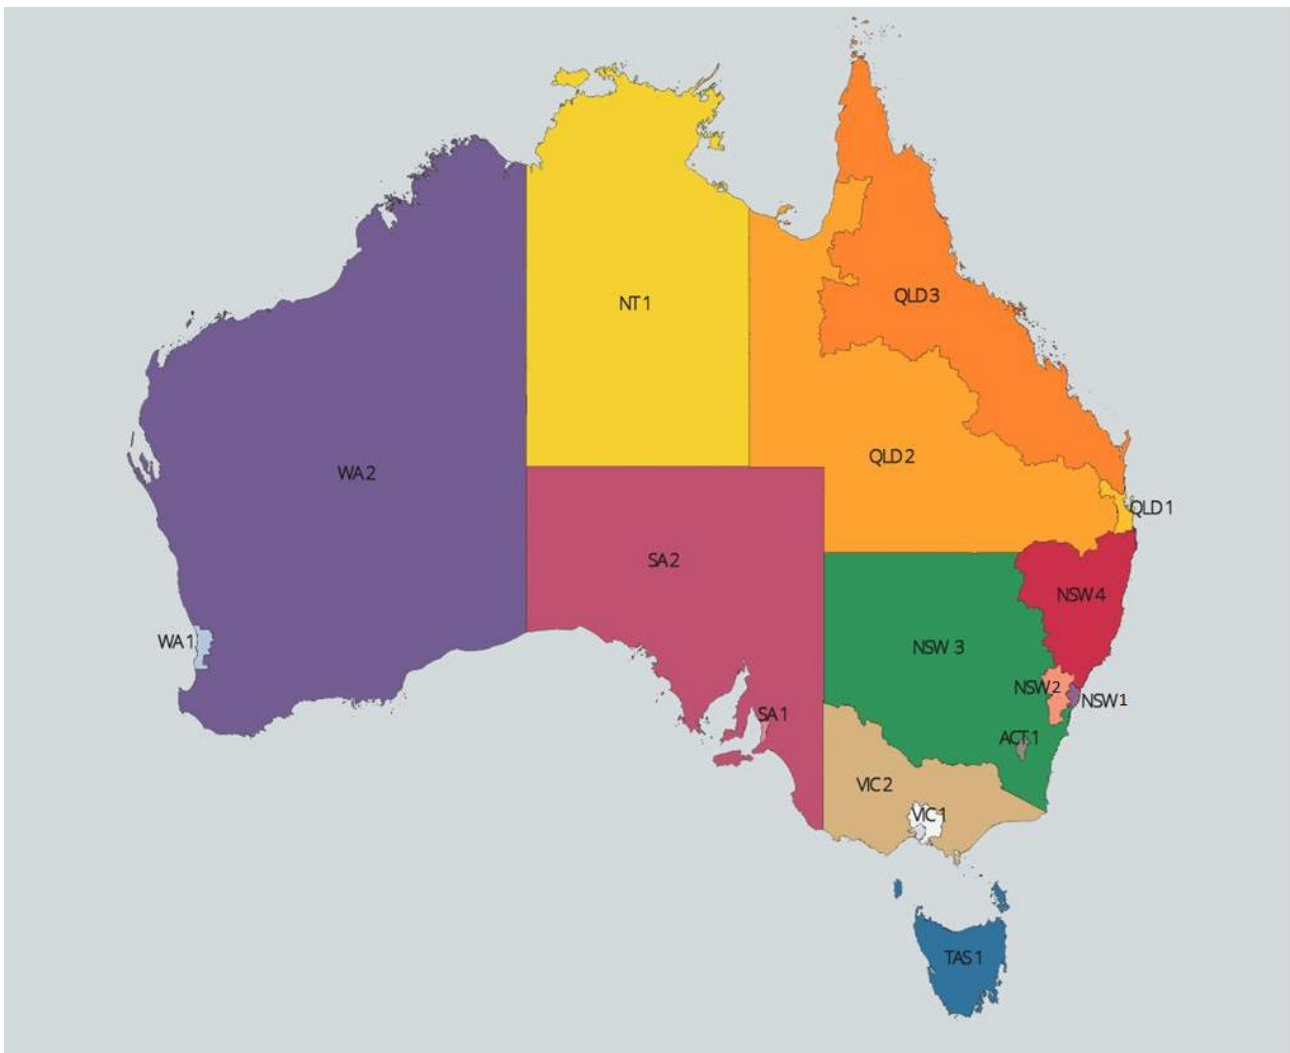 QLD 3
NT 1
QLD 2
WA 2
QLD 1
SA 2
NSW 4
WA 1
NSW 3
NSW 2
NSW 1
SA 1
ACT 1
VIC 2
VIC 1
TAS 1